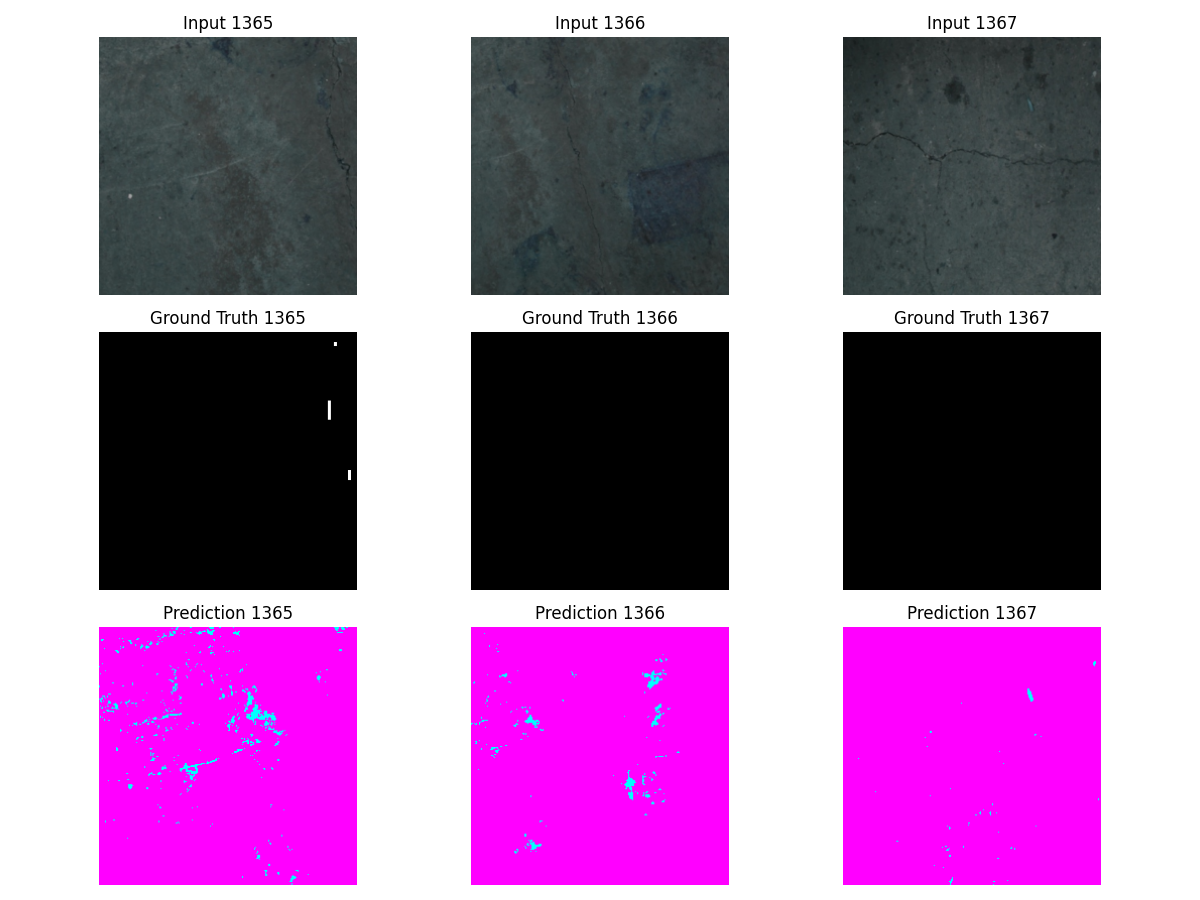 Input 1365
Input 1366
Input 1367
Ground Truth 1365
Ground Truth 1366
Ground Truth 1367
Prediction 1365
Prediction 1366
Prediction 1367